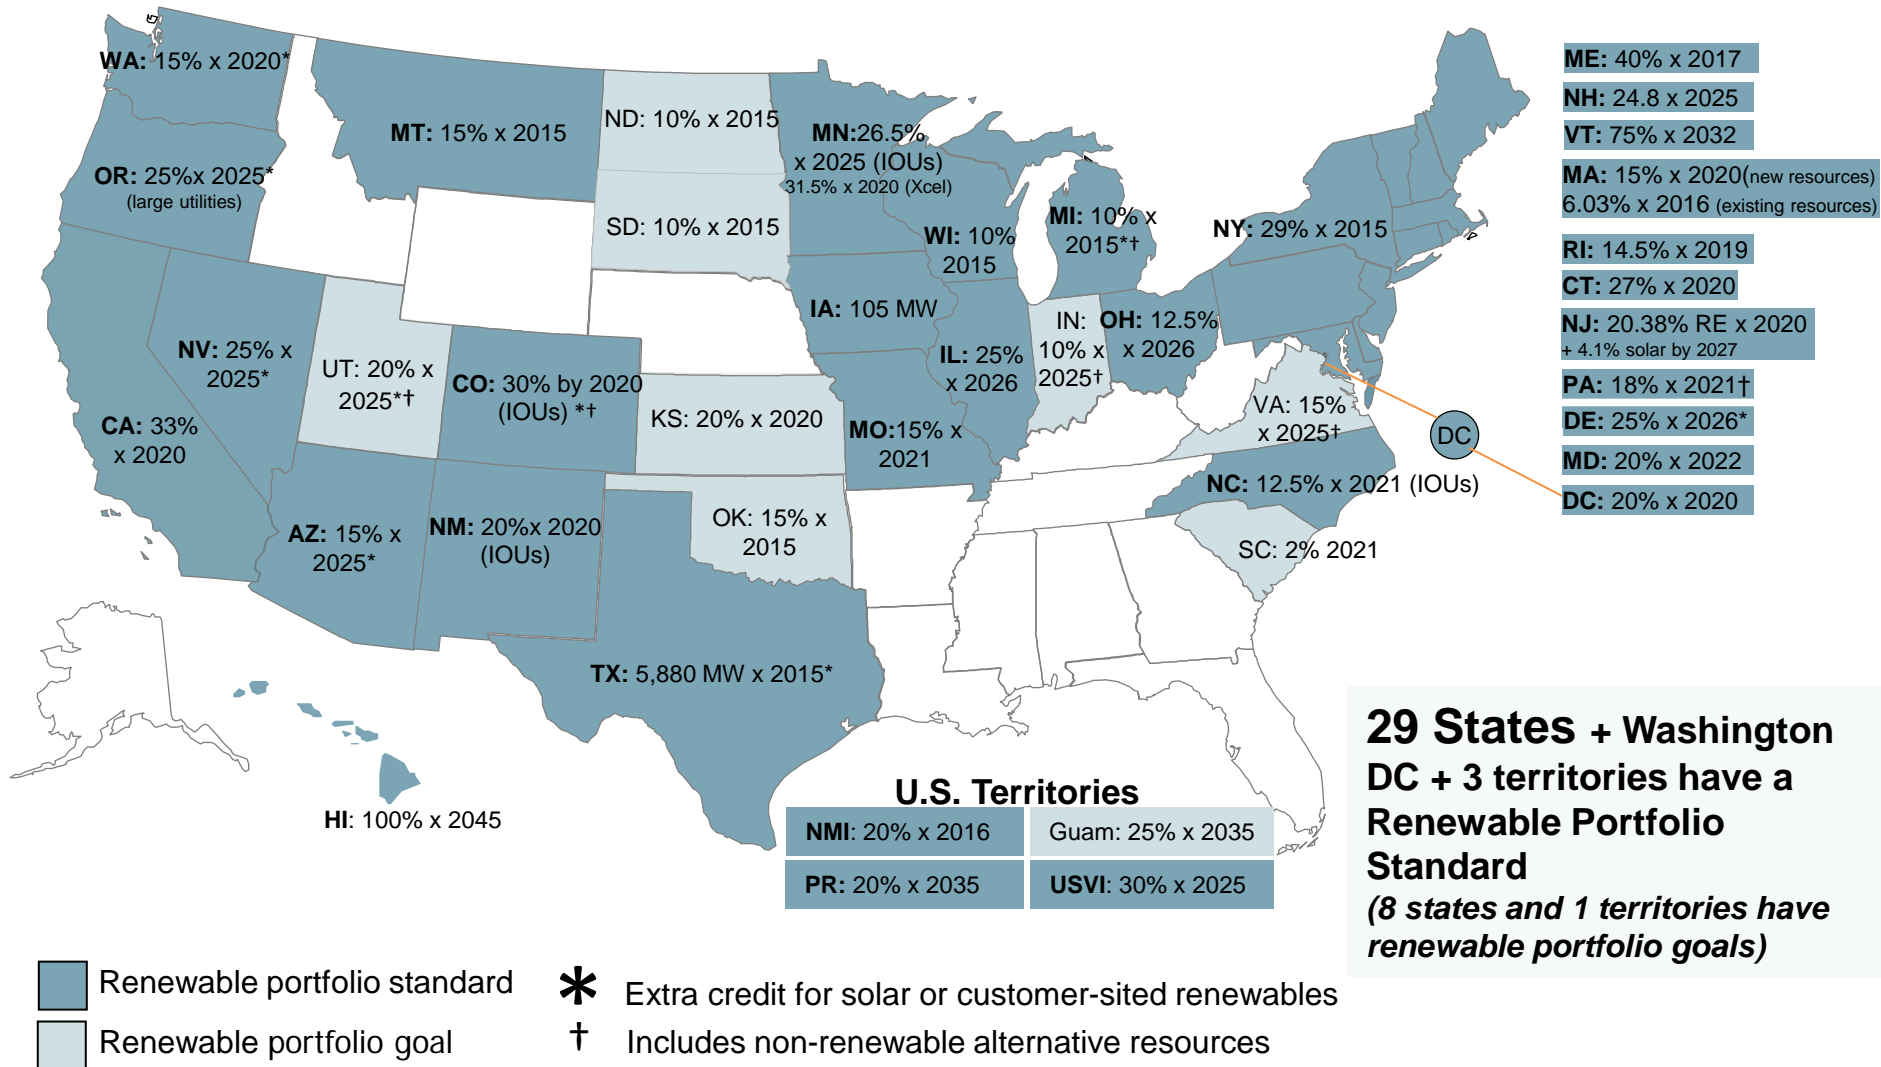 WA: 15% x 2020*
MT: 15% x 2015
ND: 10% x 2015
MN:26.5%
x 2025 (IOUs)
31.5% x 2020 (Xcel)
OR: 25%x 2025*
(large utilities)
SD: 10% x 2015
WI: 10%
2015
MI: 10% x
2015*†
NY: 29% x 2015
ME: 40% x 2017
NH: 24.8 x 2025
VT: 75% x 2032
MA: 15% x 2020(new resources)
6.03% x 2016 (existing resources)
RI: 14.5% x 2019
CT: 27% x 2020
NJ: 20.38% RE x 2020
+ 4.1% solar by 2027
PA: 18% x 2021†
DE: 25% x 2026*
MD: 20% x 2022
DC: 20% x 2020
DC
NV: 25% x
2025*
UT: 20% x
2025*†
CO: 30% by 2020
(IOUs) *†
IA: 105 MW
IL: 25%
x 2026
IN:
10% x
2025†
OH: 12.5%
x 2026
CA: 33%
x 2020
KS: 20% x 2020
MO:15% x
2021
VA: 15%
x 2025†
NC: 12.5% x 2021 (IOUs)
AZ: 15% x
2025*
NM: 20%x 2020
(IOUs)
OK: 15% x
2015
SC: 2% 2021
TX: 5,880 MW x 2015*
HI: 100% x 2045
U.S. Territories
NMI: 20% x 2016
Guam: 25% x 2035
PR: 20% x 2035
USVI: 30% x 2025
29 States + Washington
DC + 3 territories have a
Renewable Portfolio
Standard
(8 states and 1 territories have
renewable portfolio goals)
Renewable portfolio standard
Renewable portfolio goal
* Extra credit for solar or customer-sited renewables
† Includes non-renewable alternative resources